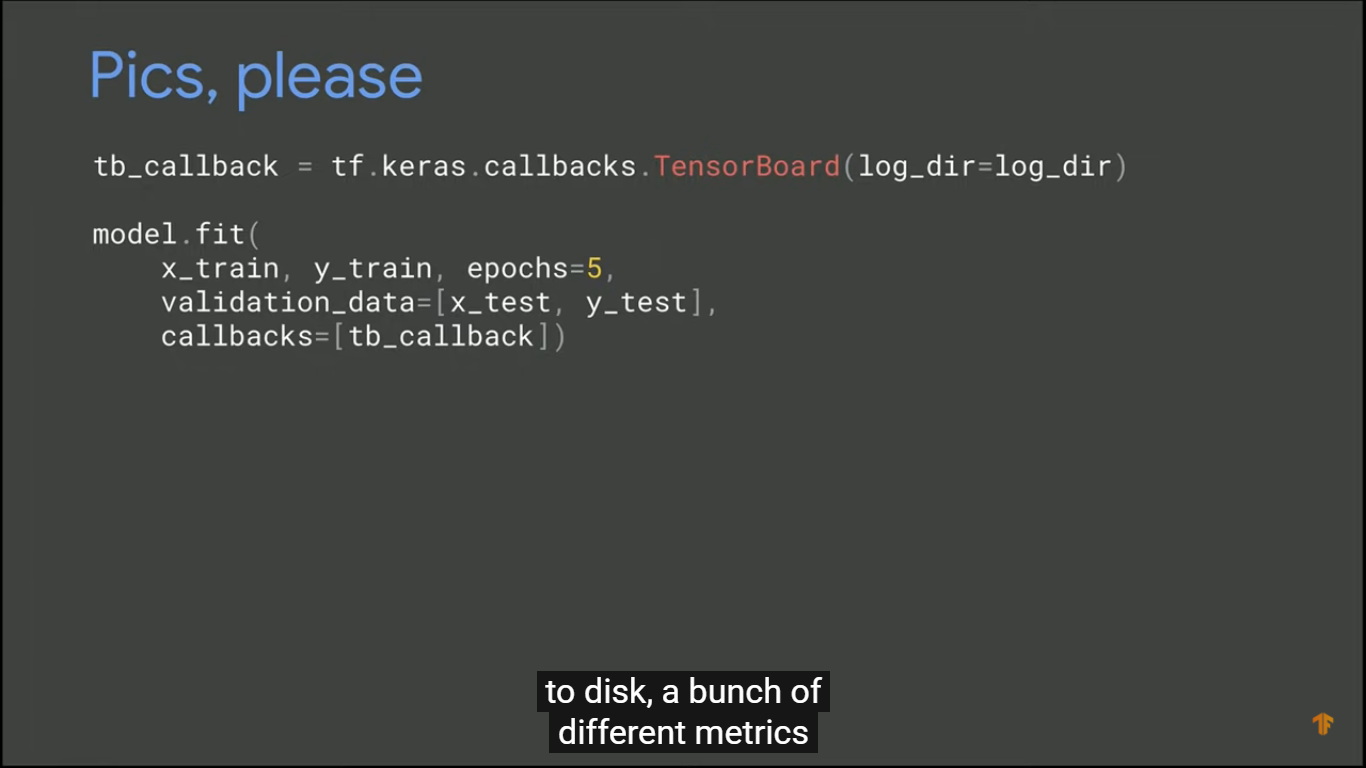 Pics, please
tb_callback = tf.keras.callbacks.TensorBoard(log_dir=log_dir)
model.fit(
    x_train, y_train, epochs=5,
    validation_data=[x_test, y_test],
    callbacks=[tb_callback])
to disk, a bunch of
different metrics